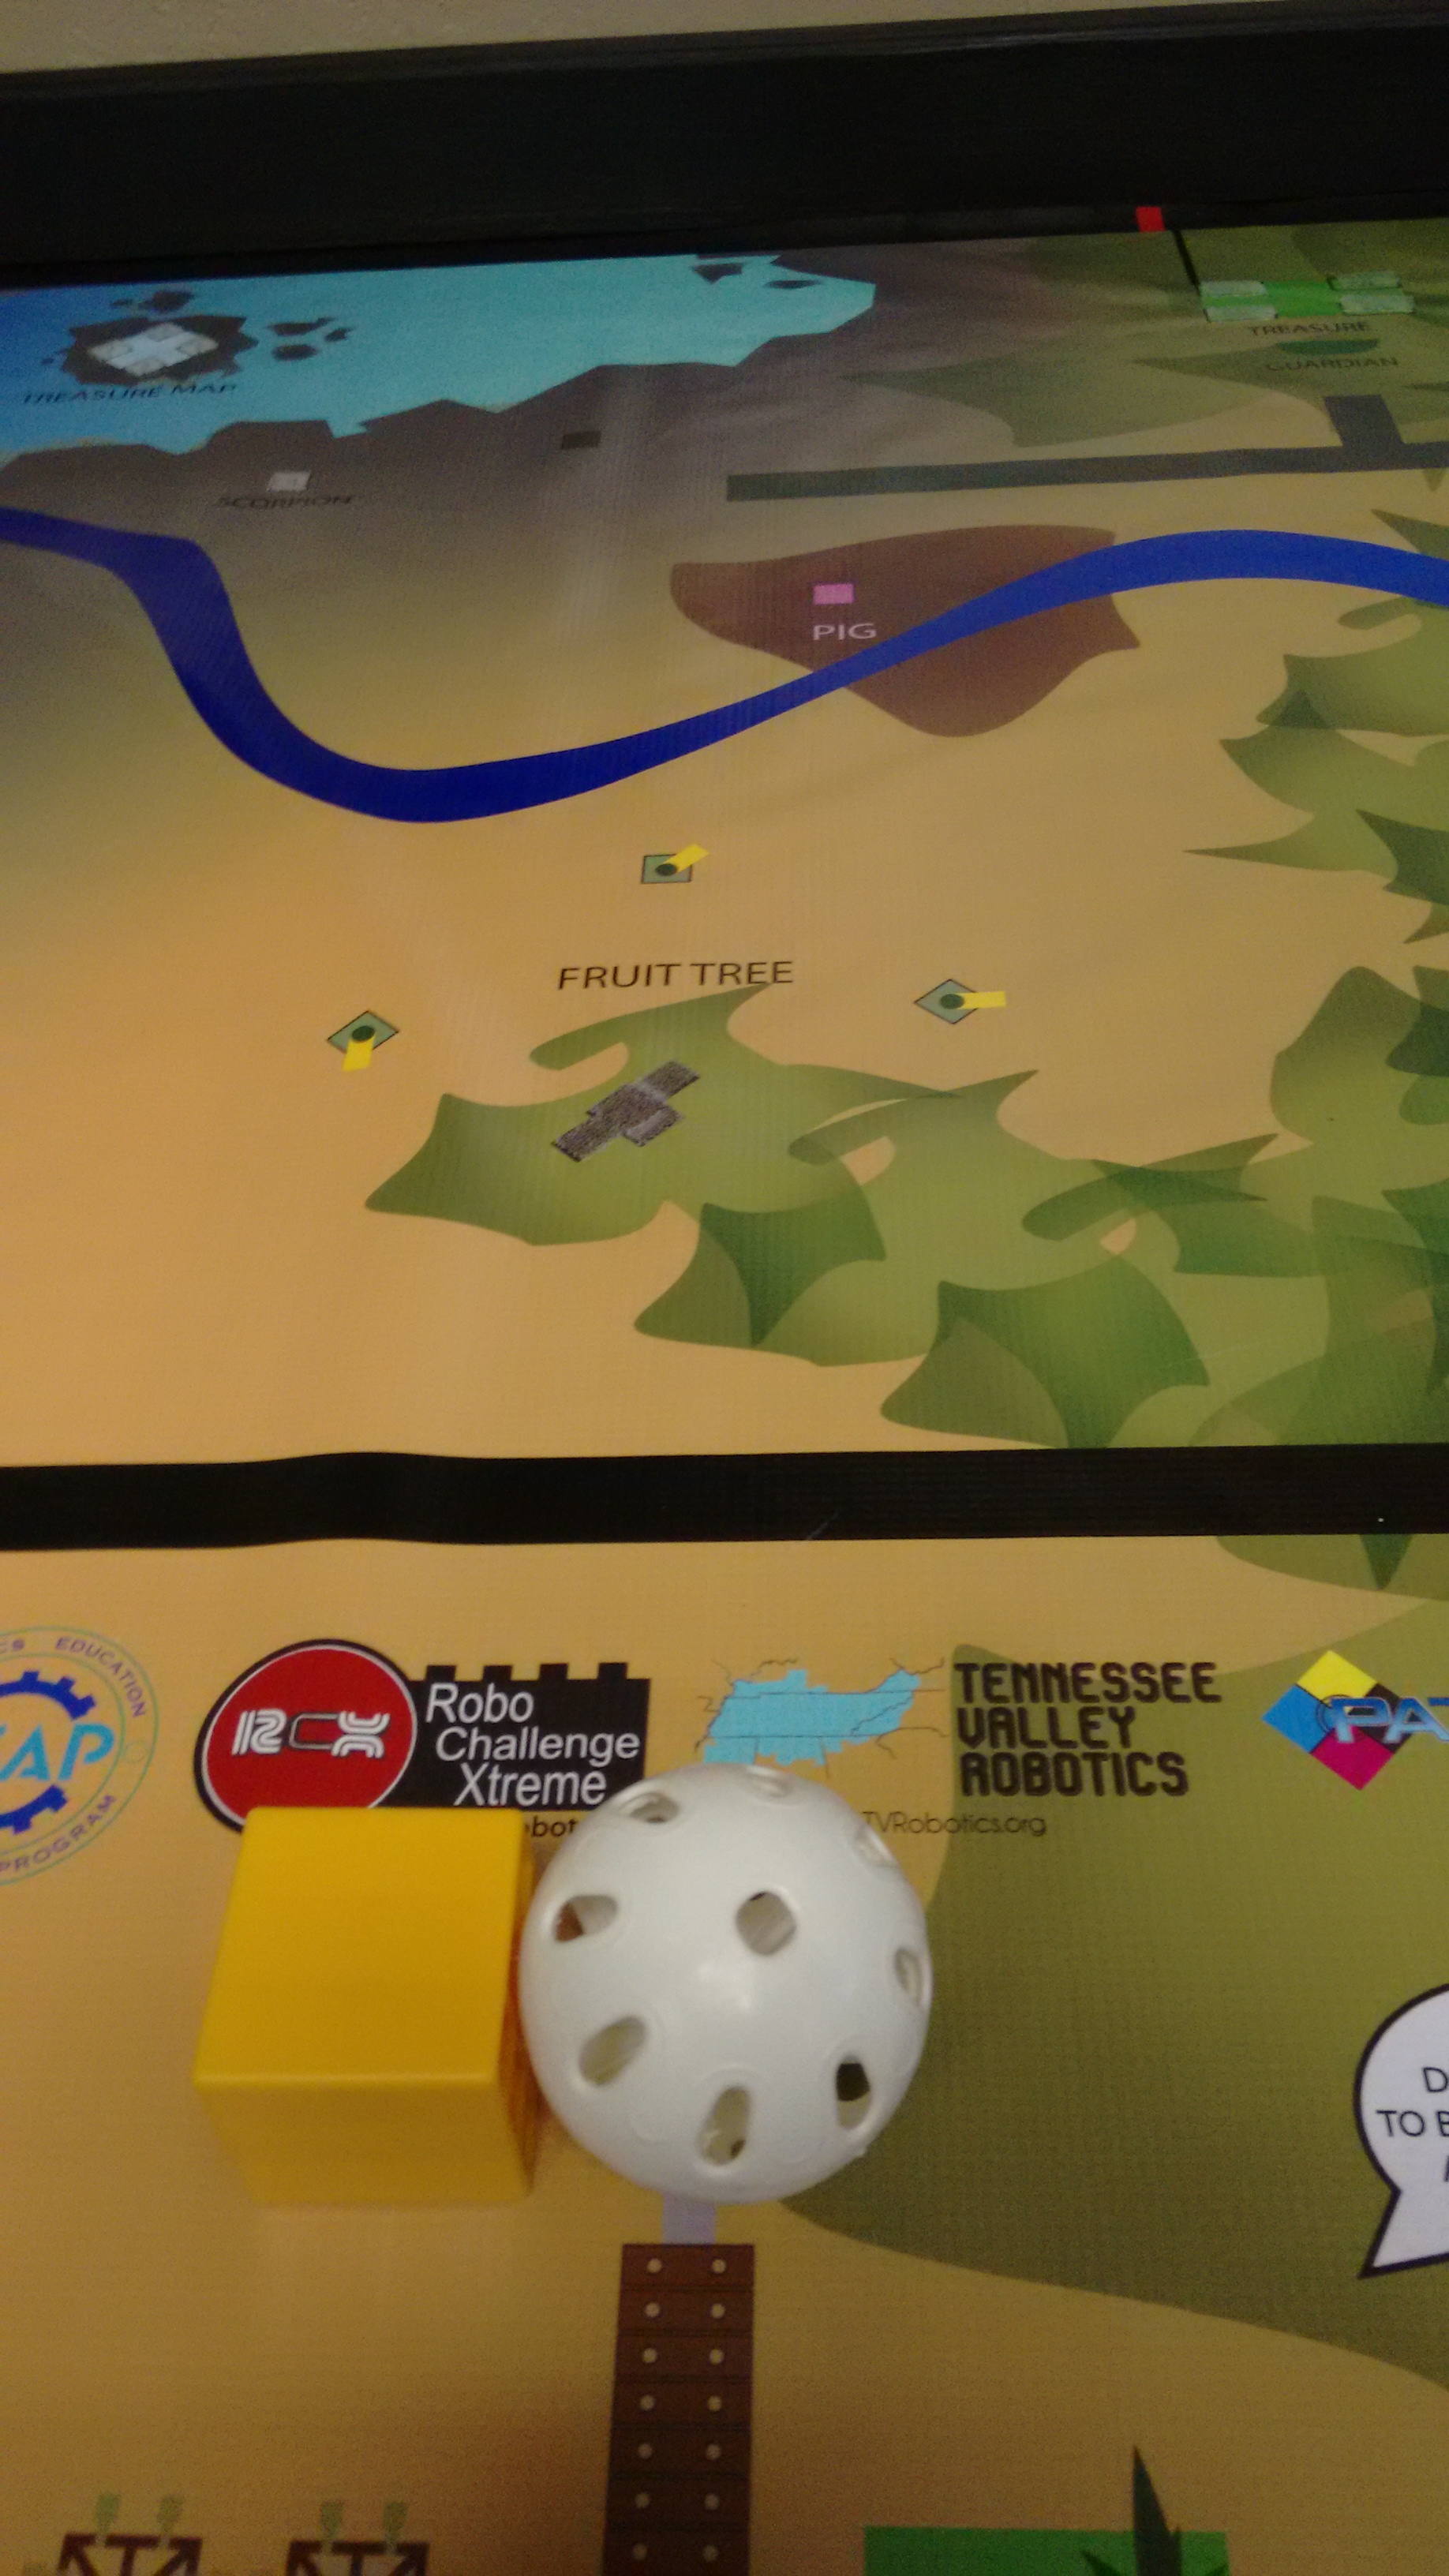 TREASURE MAP
TREASURE
GUARDIAN
SCORPION
PIG
FRUIT TREE
EDUCATION
PROGRAM
RCX
Robo
Challenge
Xtreme
TENNESSEE
VALLEY
ROBOTICS
TVRobotics.org
TO